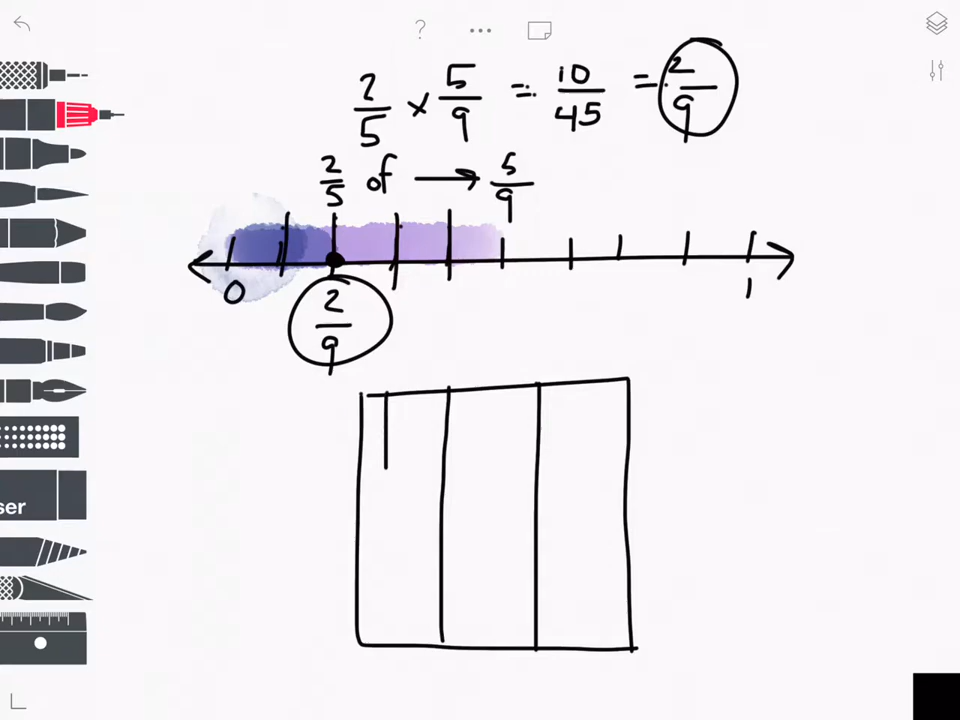 ?
2/5 × 5/9 = 10/45 = 2/9
2/5 of → 5/9
0 1
2/9
ser